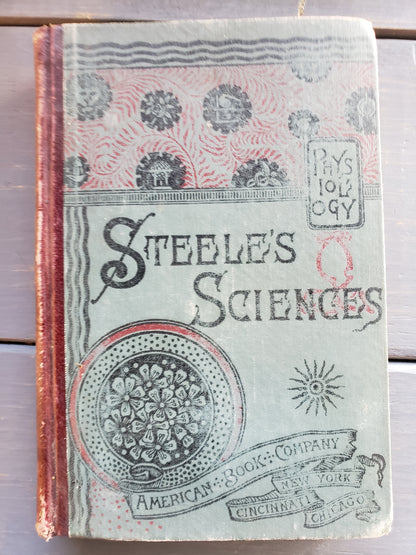 PHYS
IOL
OGY
STEELE'S
SCIENCES
AMERICAN BOOK COMPANY
NEW YORK
CINCINNATI
CHICAGO